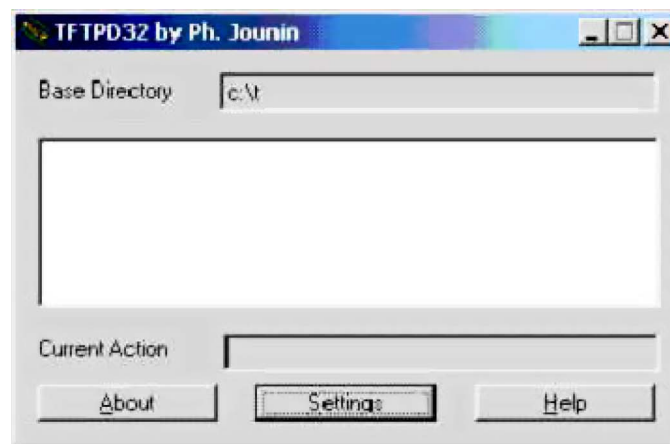 TFTPD32 by Ph. Jounin
Base Directory c:\t
Current Action
About Settings Help